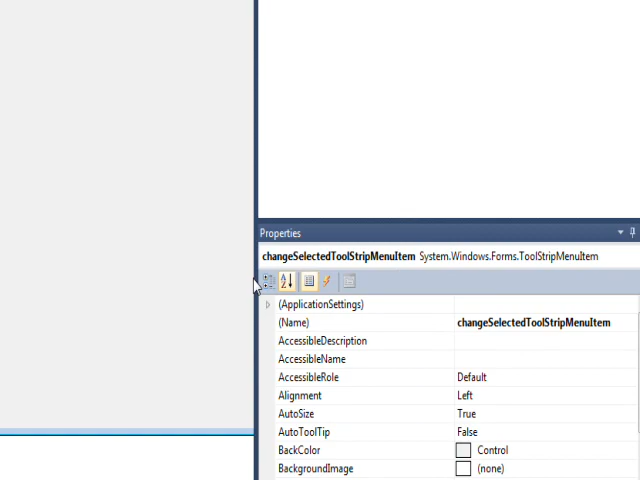 Properties
changeSelectedToolStripMenuItem System.Windows.Forms.ToolStripMenuItem
(ApplicationSettings)
(Name) changeSelectedToolStripMenuItem
AccessibleDescription
AccessibleName
AccessibleRole Default
Alignment Left
AutoSize True
AutoToolTip False
BackColor Control
BackgroundImage (none)